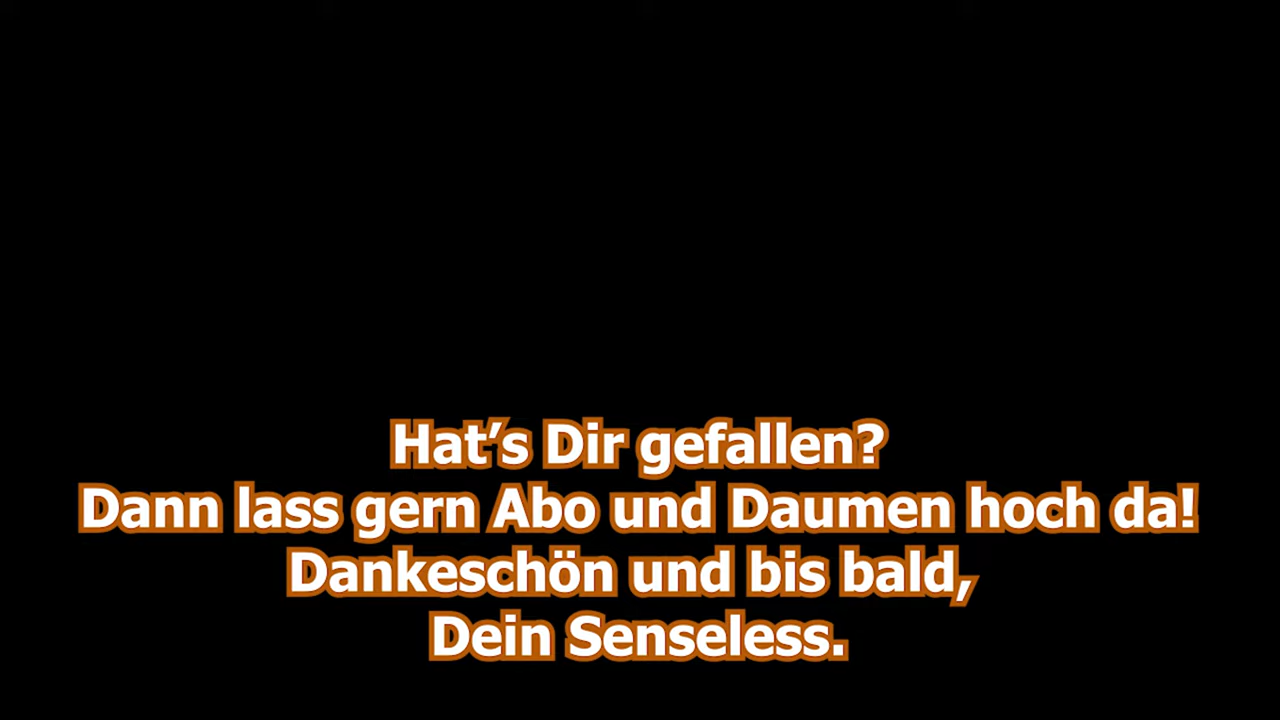 Hat’s Dir gefallen?
Dann lass gern Abo und Daumen hoch da!
Dankeschön und bis bald,
Dein Senseless.